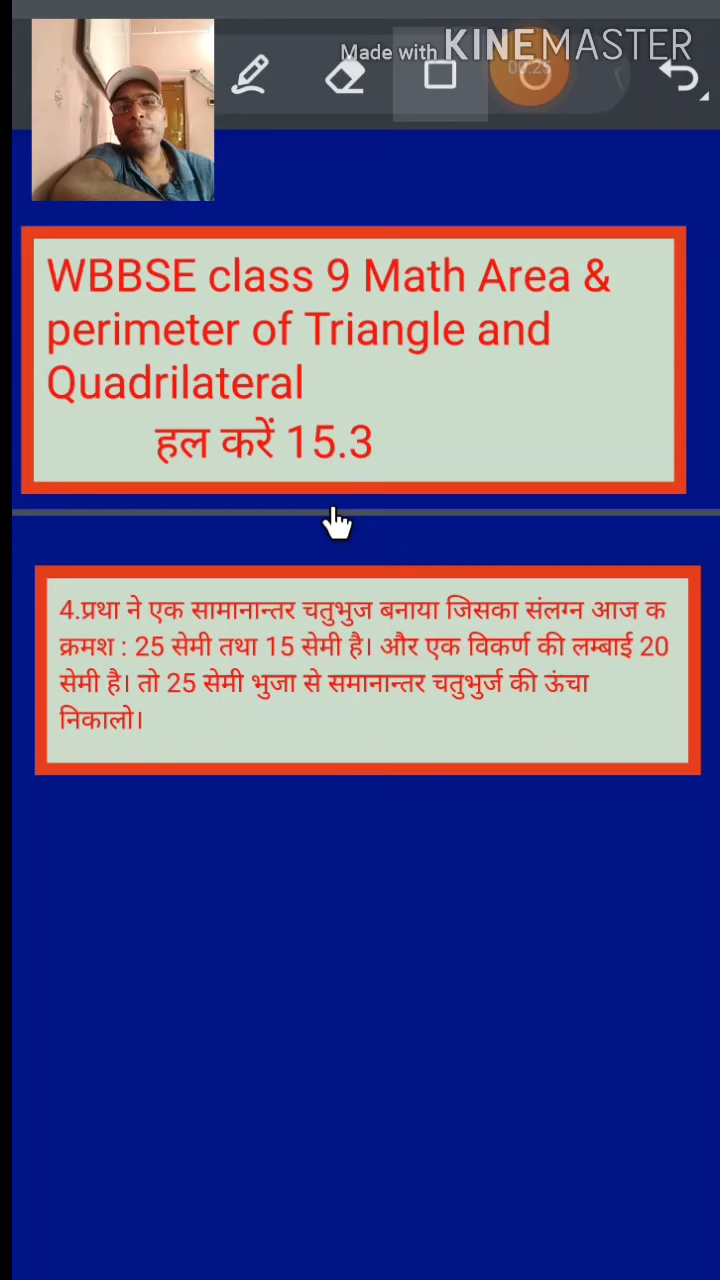 Made with KINEMASTER
00:25
WBBSE class 9 Math Area &
perimeter of Triangle and
Quadrilateral
हल करें 15.3
4.प्रथा ने एक सामानान्तर चतुभुज बनाया जिसका संलग्न आज क
क्रमश : 25 सेमी तथा 15 सेमी है। और एक विकर्ण की लम्बाई 20
सेमी है। तो 25 सेमी भुजा से समानान्तर चतुभुर्ज की ऊंचा
निकालो।